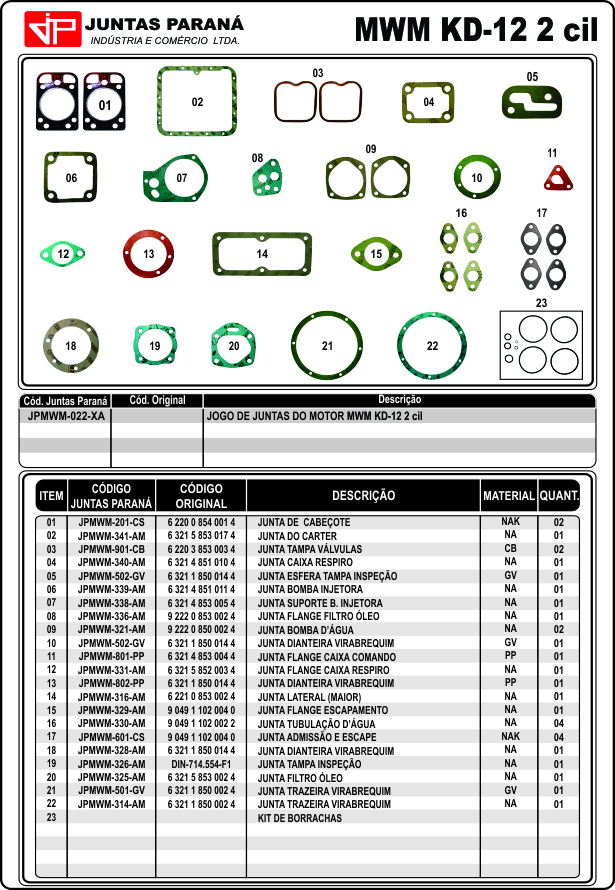 JP JUNTAS PARANÁ
INDÚSTRIA E COMÉRCIO LTDA.
MWM KD-12 2 cil
01 02 03 04 05
06 07 08 09 10 11
12 13 14 15 16 17
18 19 20 21 22 23
Cód. Juntas Paraná Cód. Original Descrição
JPMWM-022-XA JOGO DE JUNTAS DO MOTOR MWM KD-12 2 cil
ITEM CÓDIGO JUNTAS PARANÁ CÓDIGO ORIGINAL DESCRIÇÃO MATERIAL QUANT.
01 JPMWM-201-CS 6 220 0 854 001 4 JUNTA DE CABEÇOTE NAK 02
02 JPMWM-341-AM 6 321 5 853 017 4 JUNTA DO CARTER NA 01
03 JPMWM-901-CB 6 220 3 853 003 4 JUNTA TAMPA VÁLVULAS CB 02
04 JPMWM-340-AM 6 321 4 851 010 4 JUNTA CAIXA RESPIRO NA 01
05 JPMWM-502-GV 6 321 1 850 014 4 JUNTA ESFERA TAMPA INSPEÇÃO GV 01
06 JPMWM-339-AM 6 321 4 851 011 4 JUNTA BOMBA INJETORA NA 01
07 JPMWM-338-AM 6 321 4 853 005 4 JUNTA SUPORTE B. INJETORA NA 01
08 JPMWM-336-AM 9 222 0 853 002 4 JUNTA FLANGE FILTRO ÓLEO NA 01
09 JPMWM-321-AM 9 222 0 850 002 4 JUNTA BOMBA D'ÁGUA NA 02
10 JPMWM-502-GV 6 321 1 850 014 4 JUNTA DIANTEIRA VIRABREQUIM GV 01
11 JPMWM-801-PP 6 321 4 853 004 4 JUNTA FLANGE CAIXA COMANDO PP 01
12 JPMWM-331-AM 6 321 5 852 003 4 JUNTA FLANGE CAIXA RESPIRO NA 01
13 JPMWM-802-PP 6 321 1 850 014 4 JUNTA DIANTEIRA VIRABREQUIM PP 01
14 JPMWM-316-AM 6 221 0 853 002 4 JUNTA LATERAL (MAIOR) NA 01
15 JPMWM-329-AM 9 049 1 102 004 0 JUNTA FLANGE ESCAPAMENTO NA 01
16 JPMWM-330-AM 9 049 1 102 002 2 JUNTA TUBULAÇÃO D'ÁGUA NA 04
17 JPMWM-601-CS 9 049 1 102 004 0 JUNTA ADMISSÃO E ESCAPE NAK 04
18 JPMWM-328-AM 6 321 1 850 014 4 JUNTA DIANTEIRA VIRABREQUIM NA 01
19 JPMWM-326-AM DIN-714.554-F1 JUNTA TAMPA INSPEÇÃO NA 01
20 JPMWM-325-AM 6 321 5 853 002 4 JUNTA FILTRO ÓLEO NA 01
21 JPMWM-501-GV 6 321 1 850 002 4 JUNTA TRAZEIRA VIRABREQUIM GV 01
22 JPMWM-314-AM 6 321 1 850 002 4 JUNTA TRAZEIRA VIRABREQUIM NA 01
23 KIT DE BORRACHAS